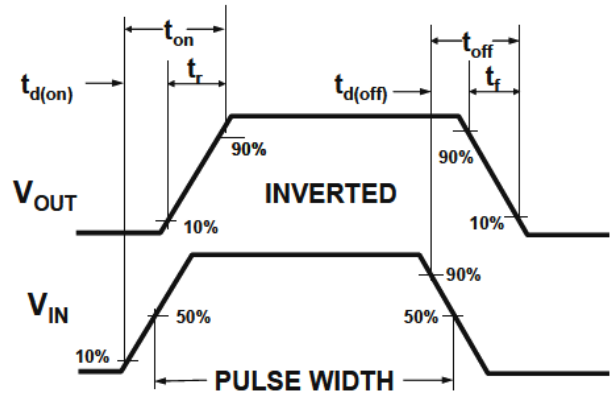 t_on
t_off
t_d(on)
t_r
t_d(off)
t_f
90%
90%
V_OUT
INVERTED
10%
10%
90%
V_IN
50%
50%
10%
PULSE WIDTH